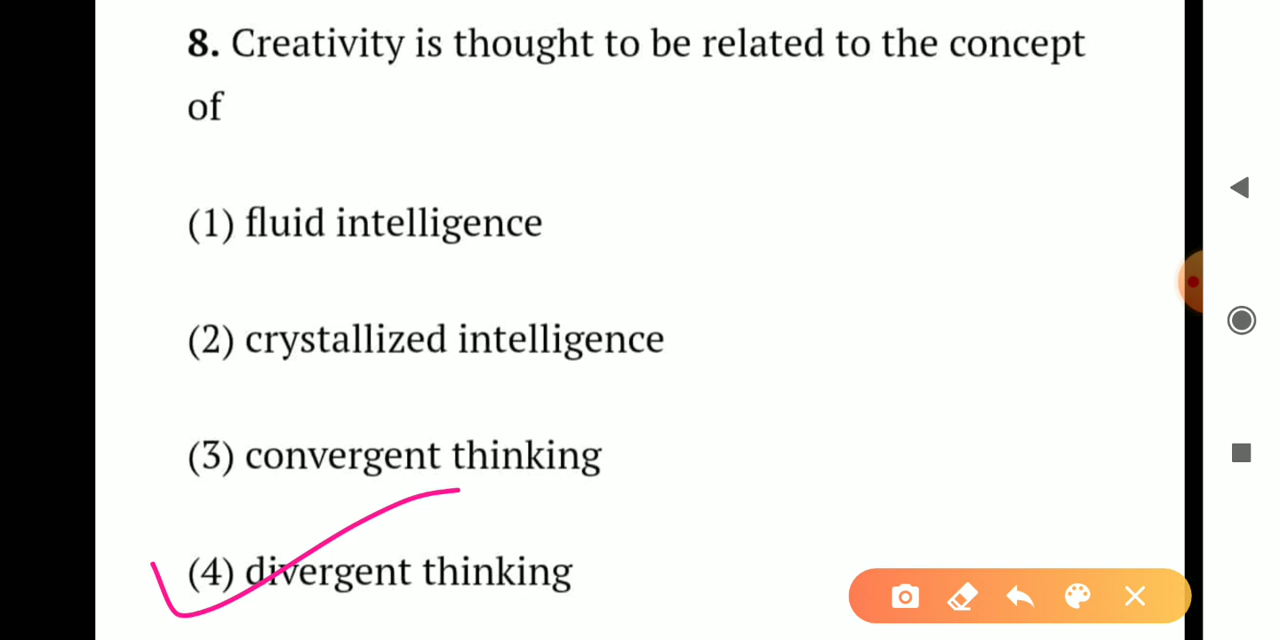 8. Creativity is thought to be related to the concept
of
(1) fluid intelligence
(2) crystallized intelligence
(3) convergent thinking
(4) divergent thinking